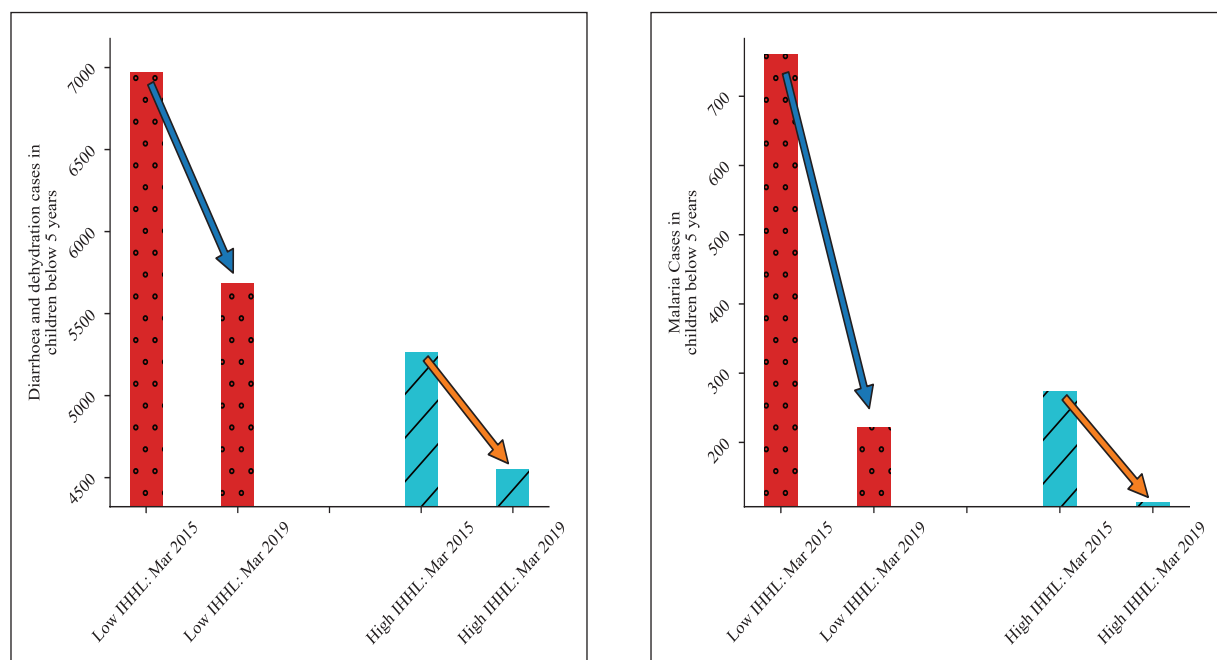 Diarrhoea and dehydration cases in
children below 5 years
7000
6500
6000
5500
5000
4500
Low IHHL: Mar 2015
Low IHHL: Mar 2019
High IHHL: Mar 2015
High IHHL: Mar 2019
Malaria Cases in
children below 5 years
700
600
500
400
300
200
Low IHHL: Mar 2015
Low IHHL: Mar 2019
High IHHL: Mar 2015
High IHHL: Mar 2019